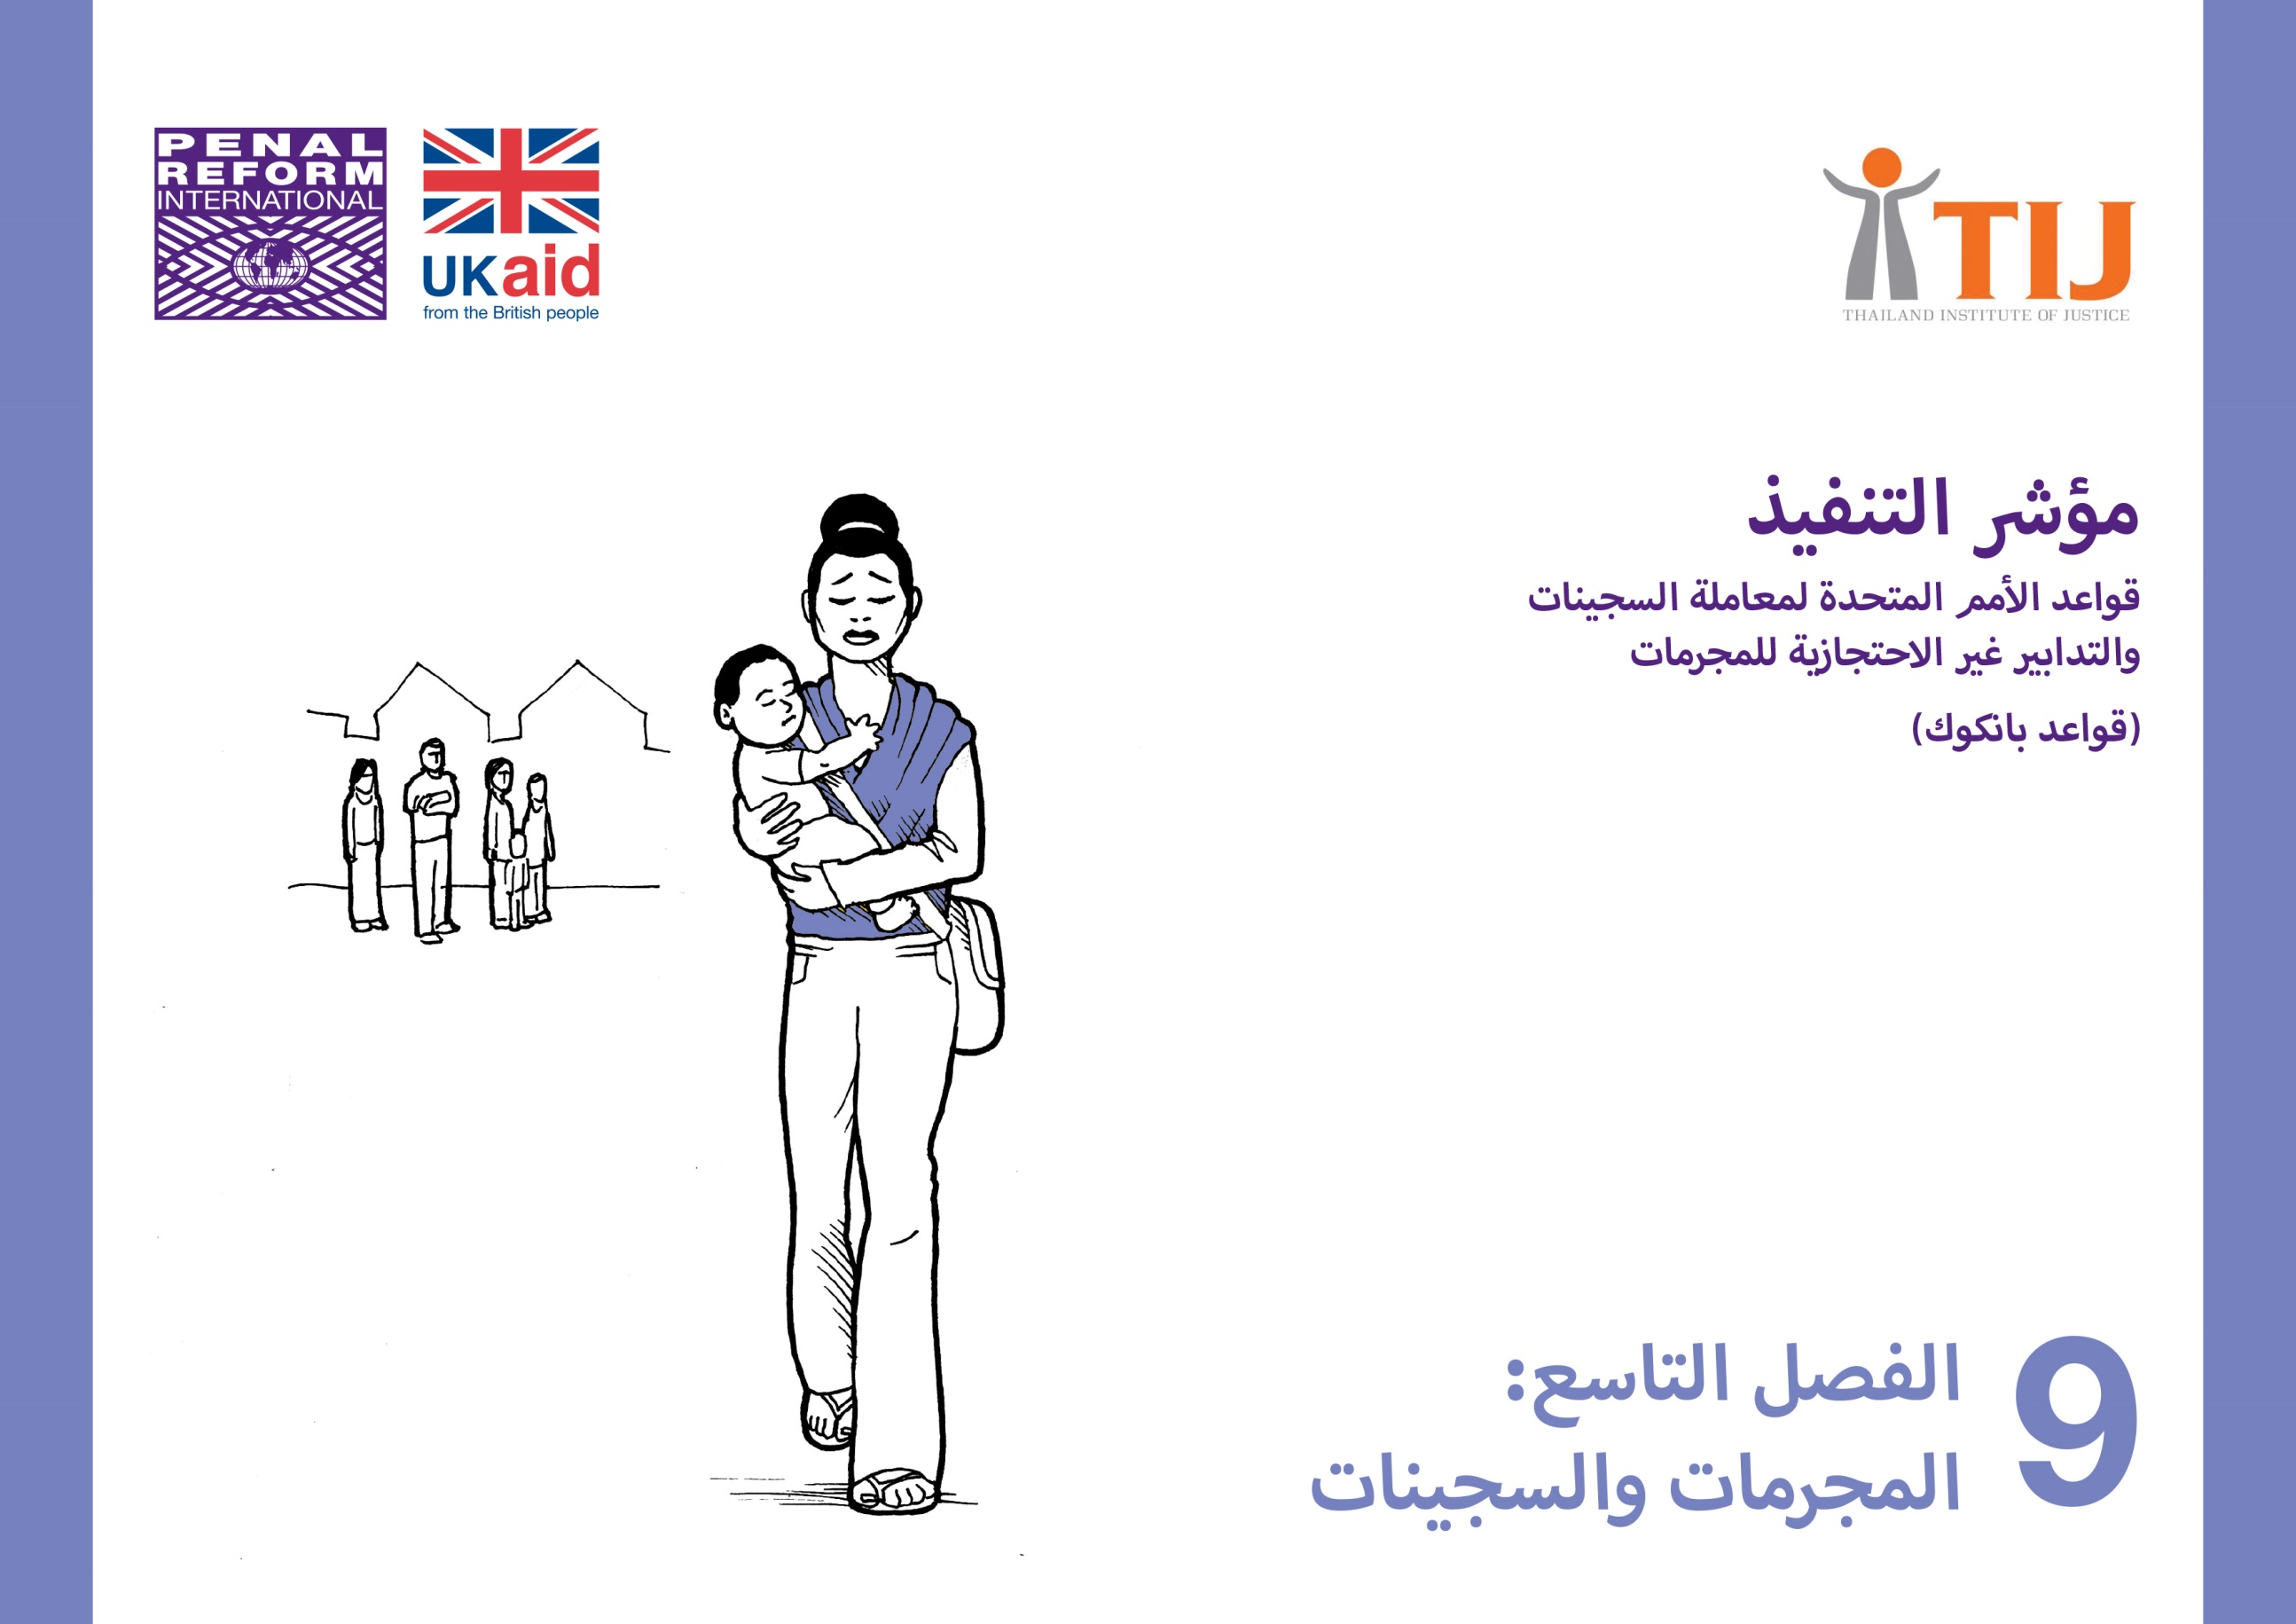 PENAL
REFORM
INTERNATIONAL
UKaid
from the British people
TIJ
THAILAND INSTITUTE OF JUSTICE
مؤشر التنفيذ
قواعد الأمم المتحدة لمعاملة السجينات
والتدابير غير الاحتجازية للمجرمات
(قواعد بانكوك)
9
الفصل التاسع:
المجرمات والسجينات